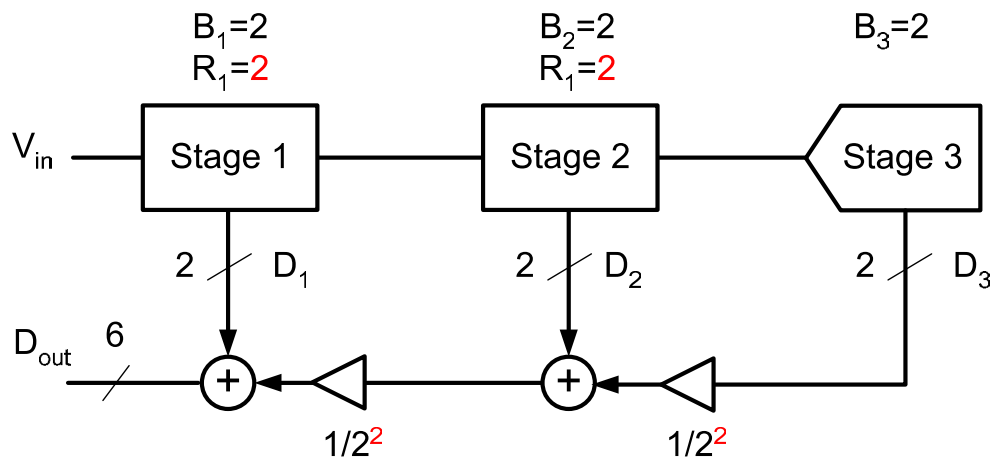 B₁=2
R₁=2
B₂=2
R₁=2
B₃=2
Vᵢₙ
Stage 1
Stage 2
Stage 3
2
D₁
2
D₂
2
D₃
Dₒᵤₜ
6
+
+
1/2²
1/2²